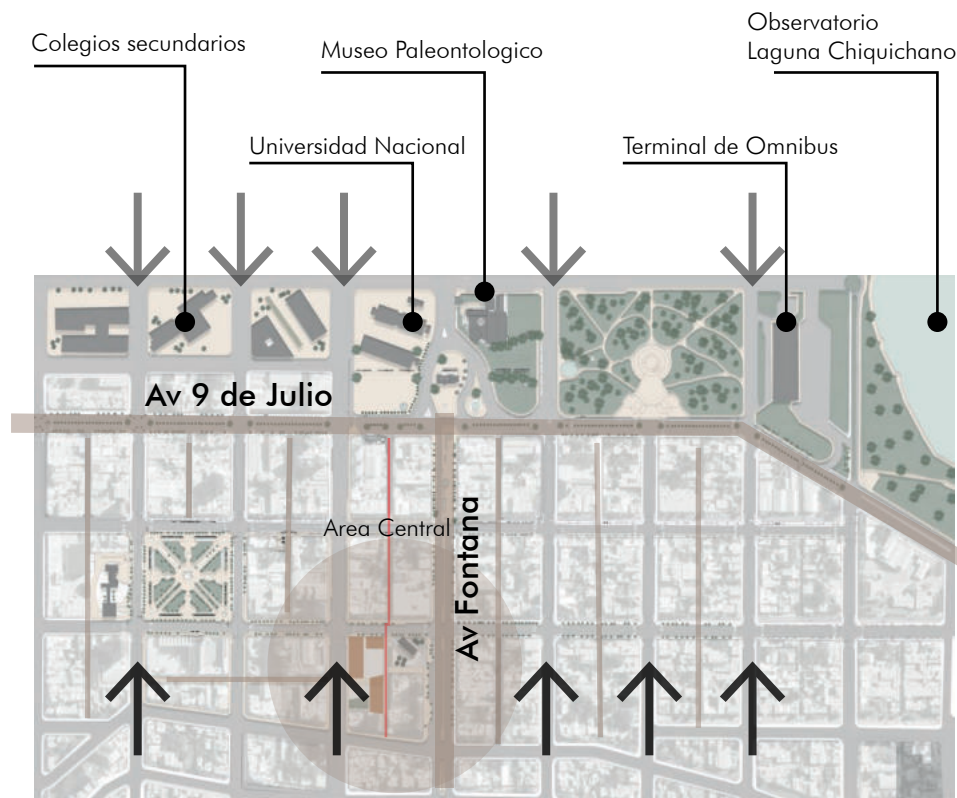 Observatorio
Laguna Chiquichano
Colegios secundarios
Museo Paleontologico
Universidad Nacional
Terminal de Omnibus
Av 9 de Julio
Area Central
Av Fontana